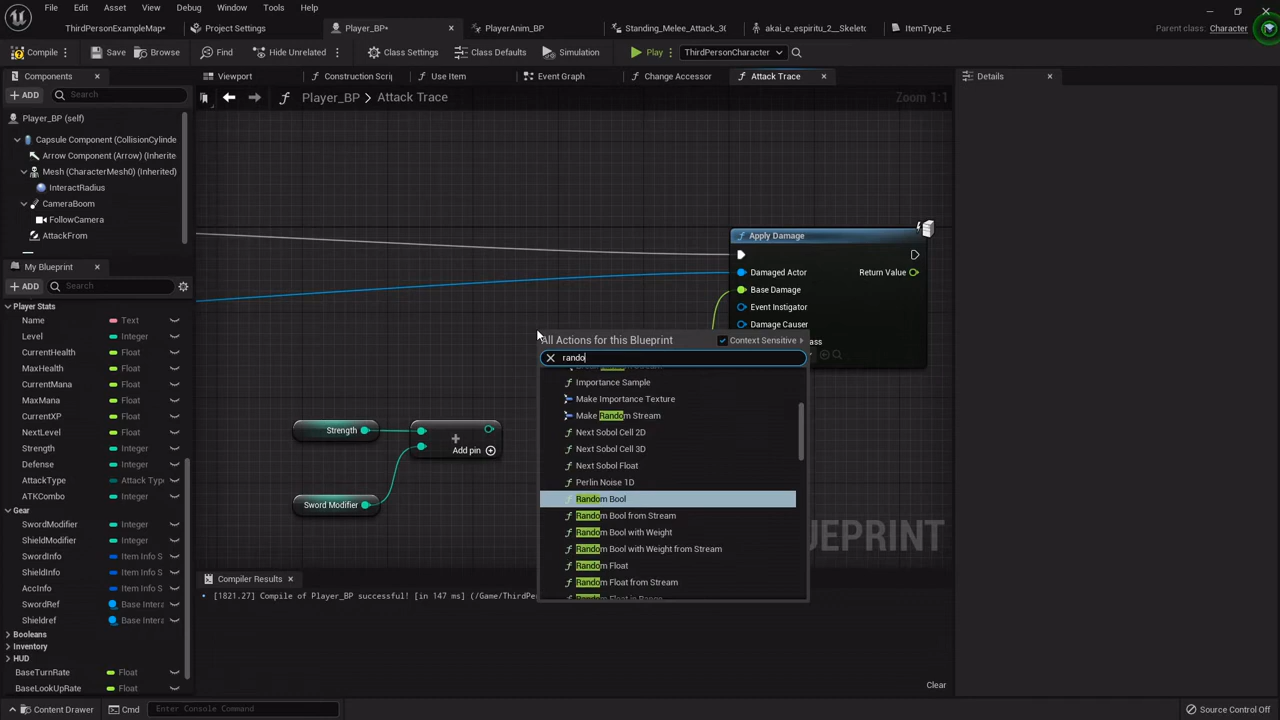 File Edit Asset View Debug Window Tools Help
Parent class: Character
ThirdPersonExampleMap* Project Settings Player_BP* PlayerAnim_BP Standing_Melee_Attack_36 akai_e_espiritu_2__Skeletc ItemType_E
Compile Save Browse Find Hide Unrelated Class Settings Class Defaults Simulation Play ThirdPersonCharacter
Components Viewport Construction Scrip Use Item Event Graph Change Accessor Attack Trace Details
ADD Search Player_BP > Attack Trace Zoom 1:1
Player_BP (self)
Capsule Component (CollisionCylinde
Arrow Component (Arrow) (Inherite
Mesh (CharacterMesh0) (Inherited)
InteractRadius
CameraBoom
FollowCamera
AttackFrom
My Blueprint
ADD Search
Player Stats
Name Text
Level Integer
CurrentHealth Float
MaxHealth Float
CurrentMana Float
MaxMana Float
CurrentXP Float
NextLevel Float
Strength Integer
Defense Integer
AttackType Attack Typ
ATKCombo Integer
Gear
SwordModifier Integer
ShieldModifier Integer
SwordInfo Item Info S
ShieldInfo Item Info S
AccInfo Item Info S
SwordRef Base Intera
Shieldref Base Intera
Booleans
Inventory
HUD
BaseTurnRate Float
BaseLookUpRate Float
Apply Damage
Damaged Actor Return Value
Base Damage
Event Instigator
Damage Causer
ass
Strength
Add pin
Sword Modifier
All Actions for this Blueprint Context Sensitive
rando
Importance Sample
Make Importance Texture
Make Random Stream
Next Sobol Cell 2D
Next Sobol Cell 3D
Next Sobol Float
Perlin Noise 1D
Random Bool
Random Bool from Stream
Random Bool with Weight
Random Bool with Weight from Stream
Random Float
Random Float from Stream
Random Float in Range
UEPRINT
Compiler Results
[1821.27] Compile of Player_BP successful! [in 147 ms] (/Game/ThirdPe
Clear
Content Drawer Cmd Enter Console Command Source Control Off